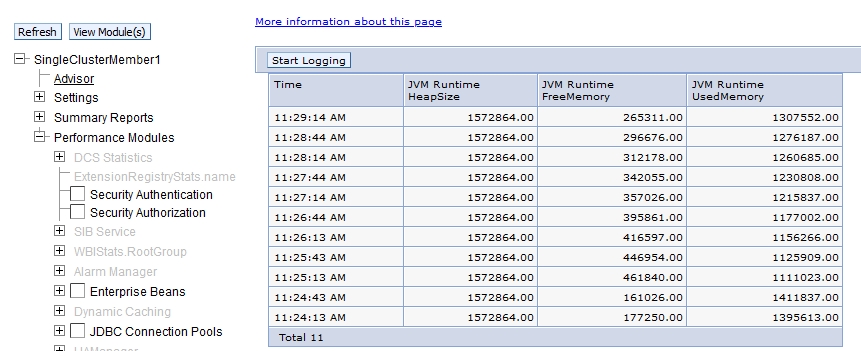 More information about this page
Refresh View Module(s)
SingleClusterMember1
Advisor
Settings
Summary Reports
Performance Modules
DCS Statistics
ExtensionRegistryStats.name
Security Authentication
Security Authorization
SIB Service
WBIStats.RootGroup
Alarm Manager
Enterprise Beans
Dynamic Caching
JDBC Connection Pools
HAManager
Start Logging
Time JVM Runtime HeapSize JVM Runtime FreeMemory JVM Runtime UsedMemory
11:29:14 AM 1572864.00 265311.00 1307552.00
11:28:44 AM 1572864.00 296676.00 1276187.00
11:28:14 AM 1572864.00 312178.00 1260685.00
11:27:44 AM 1572864.00 342055.00 1230808.00
11:27:14 AM 1572864.00 357026.00 1215837.00
11:26:44 AM 1572864.00 395861.00 1177002.00
11:26:13 AM 1572864.00 416597.00 1156266.00
11:25:43 AM 1572864.00 446954.00 1125909.00
11:25:13 AM 1572864.00 461840.00 1111023.00
11:24:43 AM 1572864.00 161026.00 1411837.00
11:24:13 AM 1572864.00 177250.00 1395613.00
Total 11